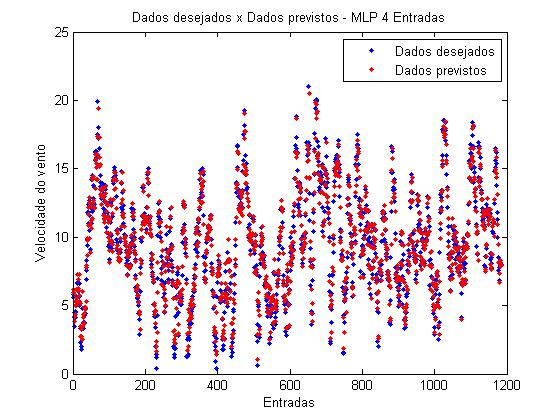 Dados desejados x Dados previstos - MLP 4 Entradas
25
Dados desejados
Dados previstos
20
15
10
5
0
Velocidade do vento
0 200 400 600 800 1000 1200
Entradas